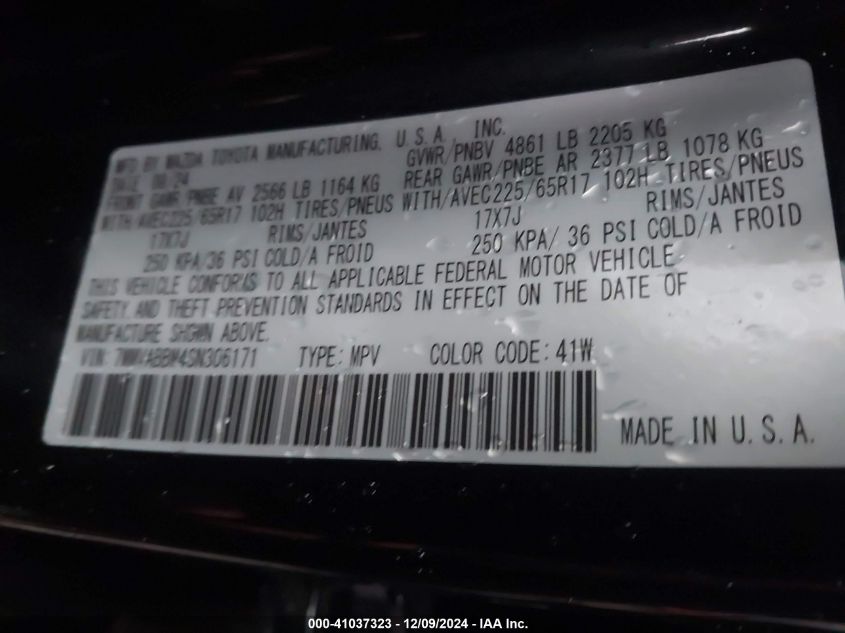 MFD BY MAZDA TOYOTA MANUFACTURING, U.S.A. INC.
DATE 08/24 GVWR/PNBV 4861 LB 2205 KG
FRONT GAWR/PNBE AV 2566 LB 1164 KG REAR GAWR/PNBE AR 2377 LB 1078 KG
WITH/AVEC225/65R17 102H TIRES/PNEUS WITH/AVEC225/65R17 102H TIRES/PNEUS
17X7J RIMS/JANTES 17X7J RIMS/JANTES
250 KPA/36 PSI COLD/A FROID 250 KPA/ 36 PSI COLD/A FROID
THIS VEHICLE CONFORMS TO ALL APPLICABLE FEDERAL MOTOR VEHICLE
SAFETY AND THEFT PREVENTION STANDARDS IN EFFECT ON THE DATE OF
MANUFACTURE SHOWN ABOVE.
VIN: 7MMVABBM4SN306171 TYPE: MPV COLOR CODE: 41W
MADE IN U.S.A.
000-41037323 - 12/09/2024 - IAA Inc.